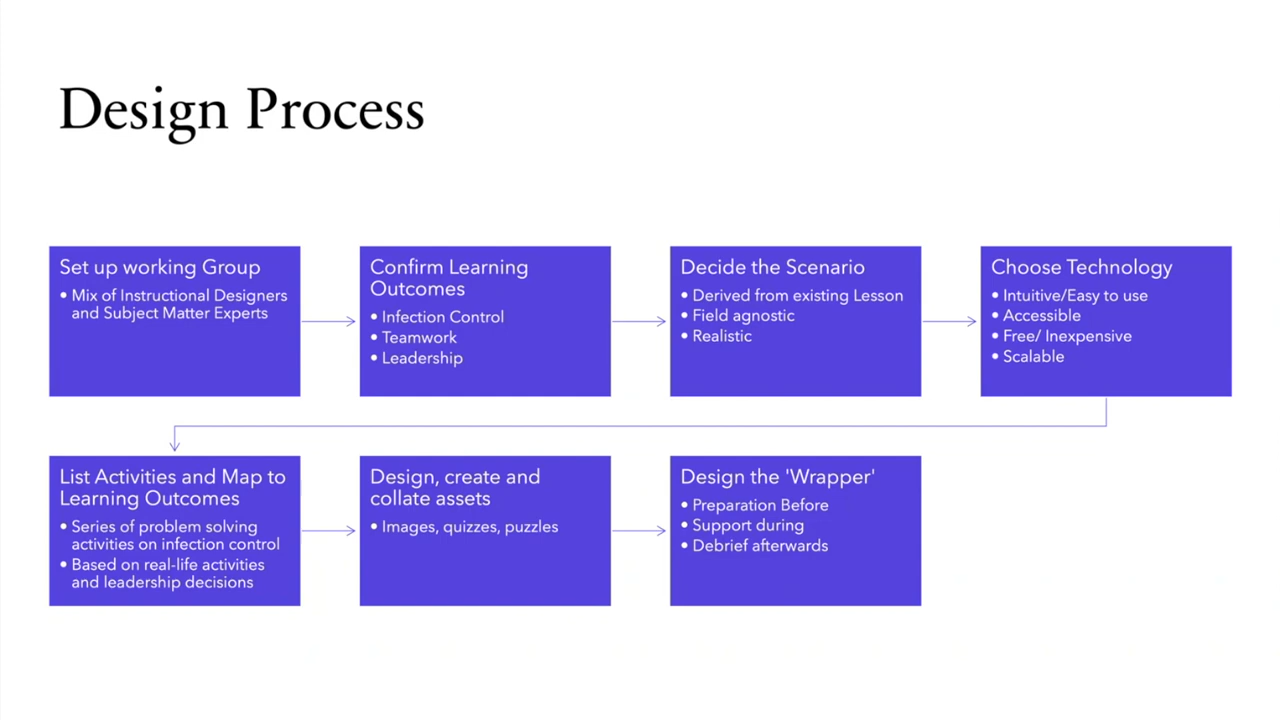 Design Process
Set up working Group
• Mix of Instructional Designers
and Subject Matter Experts
Confirm Learning
Outcomes
• Infection Control
• Teamwork
• Leadership
Decide the Scenario
• Derived from existing Lesson
• Field agnostic
• Realistic
Choose Technology
• Intuitive/Easy to use
• Accessible
• Free/ Inexpensive
• Scalable
List Activities and Map to
Learning Outcomes
• Series of problem solving
activities on infection control
• Based on real-life activities
and leadership decisions
Design, create and
collate assets
• Images, quizzes, puzzles
Design the 'Wrapper'
• Preparation Before
• Support during
• Debrief afterwards